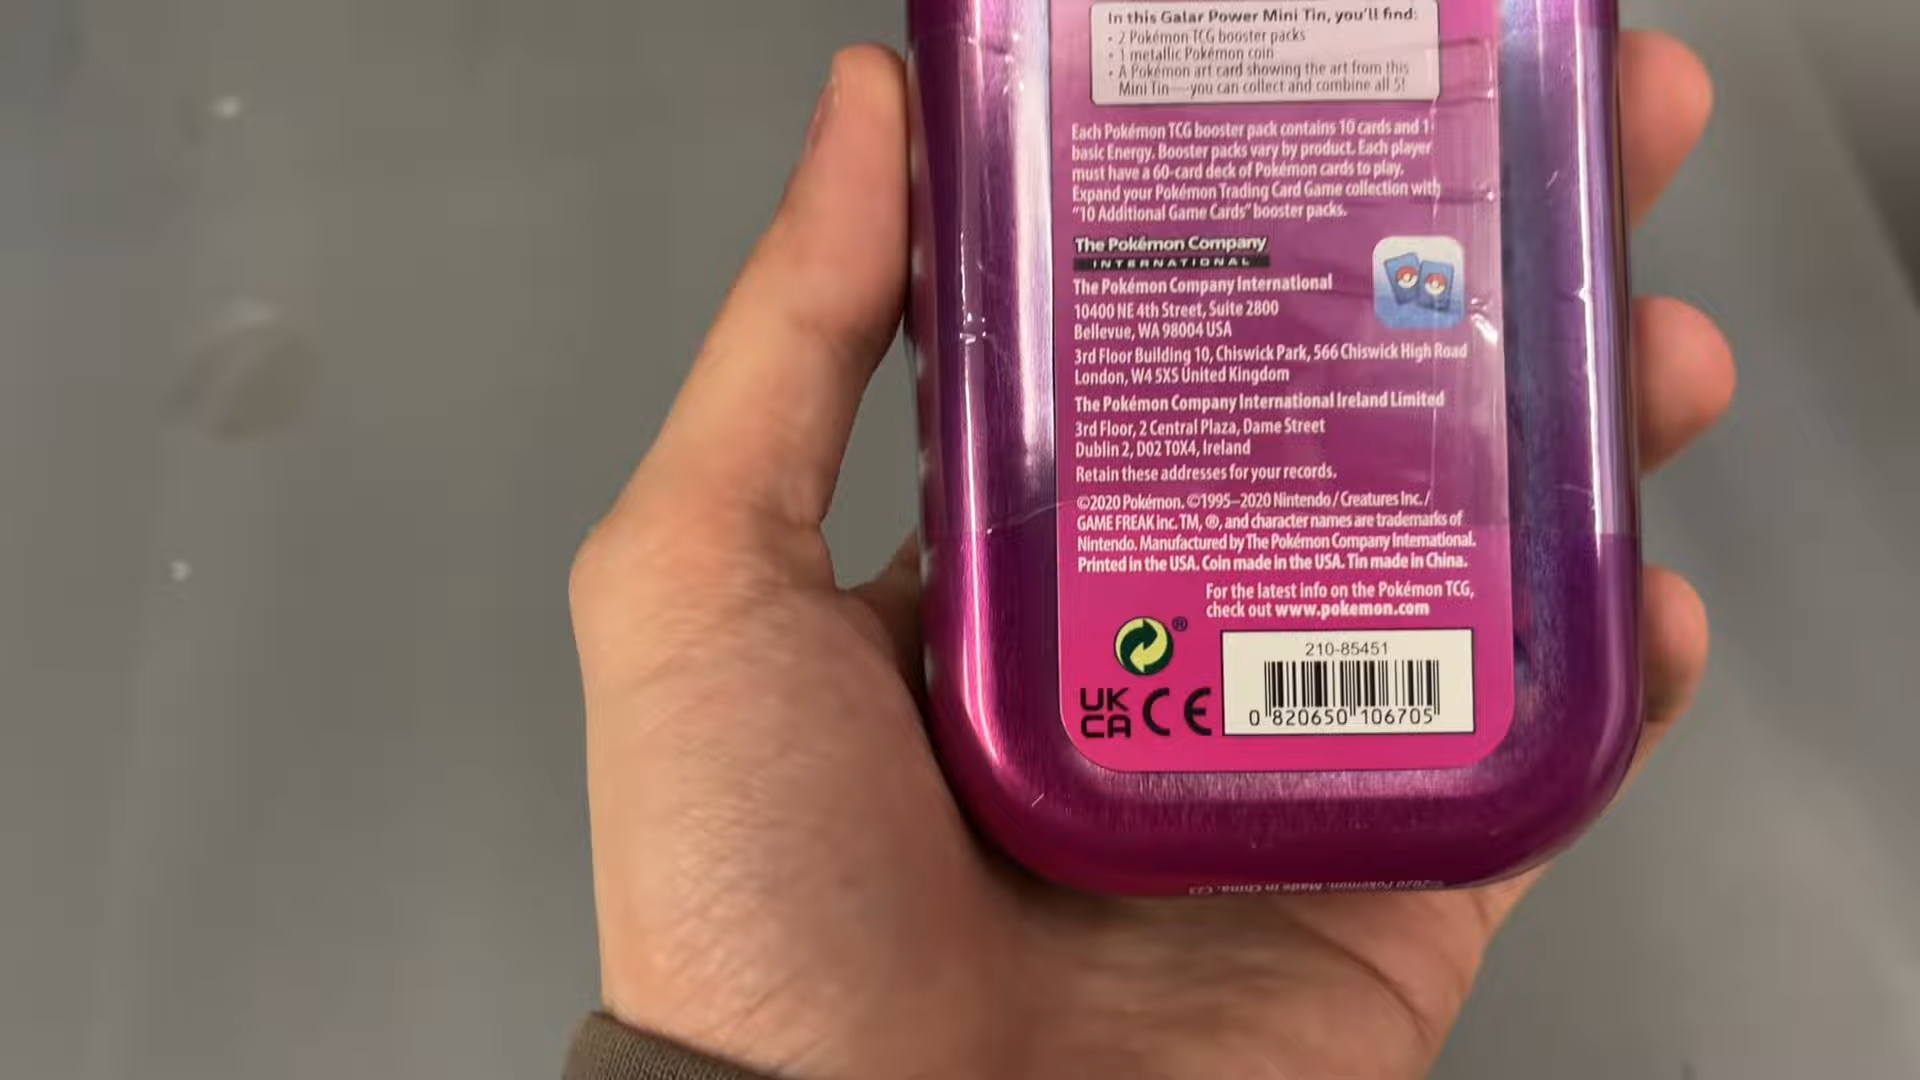 In this Galar Power Mini Tin, you'll find:
• 2 Pokémon TCG booster packs
• 1 metallic Pokémon coin
• A Pokémon art card showing the art from this
Mini Tin—you can collect and combine all 5!
Each Pokémon TCG booster pack contains 10 cards and 1
basic Energy. Booster packs vary by product. Each player
must have a 60-card deck of Pokémon cards to play.
Expand your Pokémon Trading Card Game collection with
"10 Additional Game Cards" booster packs.
The Pokémon Company
INTERNATIONAL
The Pokémon Company International
10400 NE 4th Street, Suite 2800
Bellevue, WA 98004 USA
3rd Floor Building 10, Chiswick Park, 566 Chiswick High Road
London, W4 5XS United Kingdom
The Pokémon Company International Ireland Limited
3rd Floor, 2 Central Plaza, Dame Street
Dublin 2, D02 T0X4, Ireland
Retain these addresses for your records.
©2020 Pokémon. ©1995–2020 Nintendo / Creatures Inc. /
GAME FREAK inc. TM, ®, and character names are trademarks of
Nintendo. Manufactured by The Pokémon Company International.
Printed in the USA. Coin made in the USA. Tin made in China.
For the latest info on the Pokémon TCG,
check out www.pokemon.com
®
UK
CA CE
210-85451
0 820650 106705
©2020 Pokémon. Made in China. C23